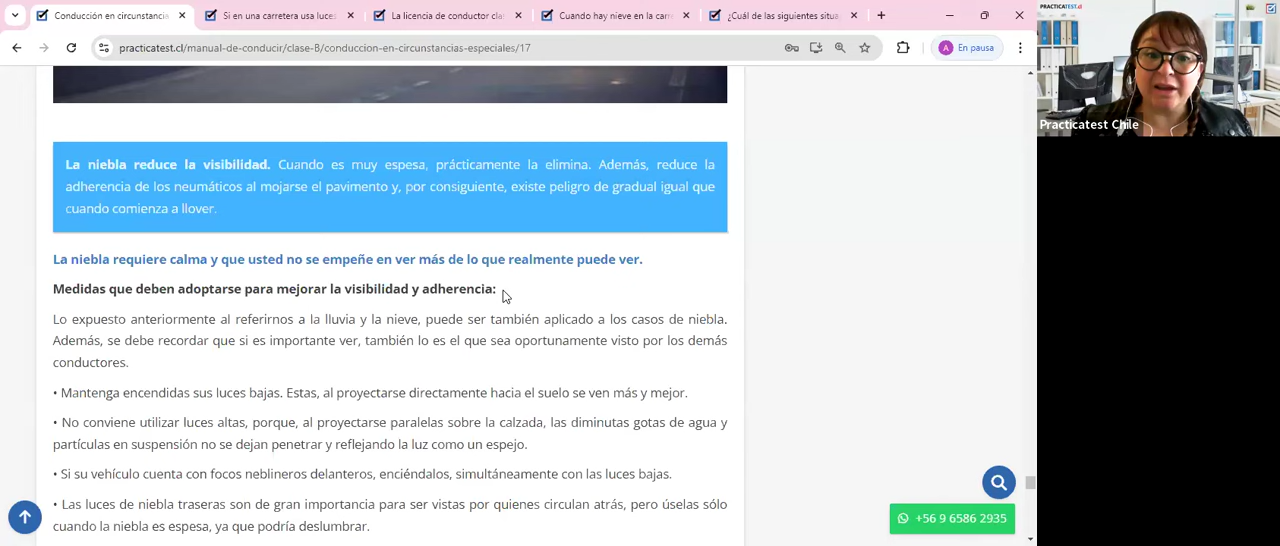 Conducción en circunstancia
Si en una carretera usa luces
La licencia de conductor cla
Cuando hay nieve en la carre
¿Cuál de las siguientes situa
practicatest.cl/manual-de-conducir/clase-B/conduccion-en-circunstancias-especiales/17
A En pausa
PRACTICATEST.cl
Practicatest Chile
La niebla reduce la visibilidad. Cuando es muy espesa, prácticamente la elimina. Además, reduce la
adherencia de los neumáticos al mojarse el pavimento y, por consiguiente, existe peligro de gradual igual que
cuando comienza a llover.
La niebla requiere calma y que usted no se empeñe en ver más de lo que realmente puede ver.
Medidas que deben adoptarse para mejorar la visibilidad y adherencia:
Lo expuesto anteriormente al referirnos a la lluvia y la nieve, puede ser también aplicado a los casos de niebla.
Además, se debe recordar que si es importante ver, también lo es el que sea oportunamente visto por los demás
conductores.
• Mantenga encendidas sus luces bajas. Estas, al proyectarse directamente hacia el suelo se ven más y mejor.
• No conviene utilizar luces altas, porque, al proyectarse paralelas sobre la calzada, las diminutas gotas de agua y
partículas en suspensión no se dejan penetrar y reflejando la luz como un espejo.
• Si su vehículo cuenta con focos neblineros delanteros, enciéndalos, simultáneamente con las luces bajas.
• Las luces de niebla traseras son de gran importancia para ser vistas por quienes circulan atrás, pero úselas sólo
cuando la niebla es espesa, ya que podría deslumbrar.
+56 9 6586 2935